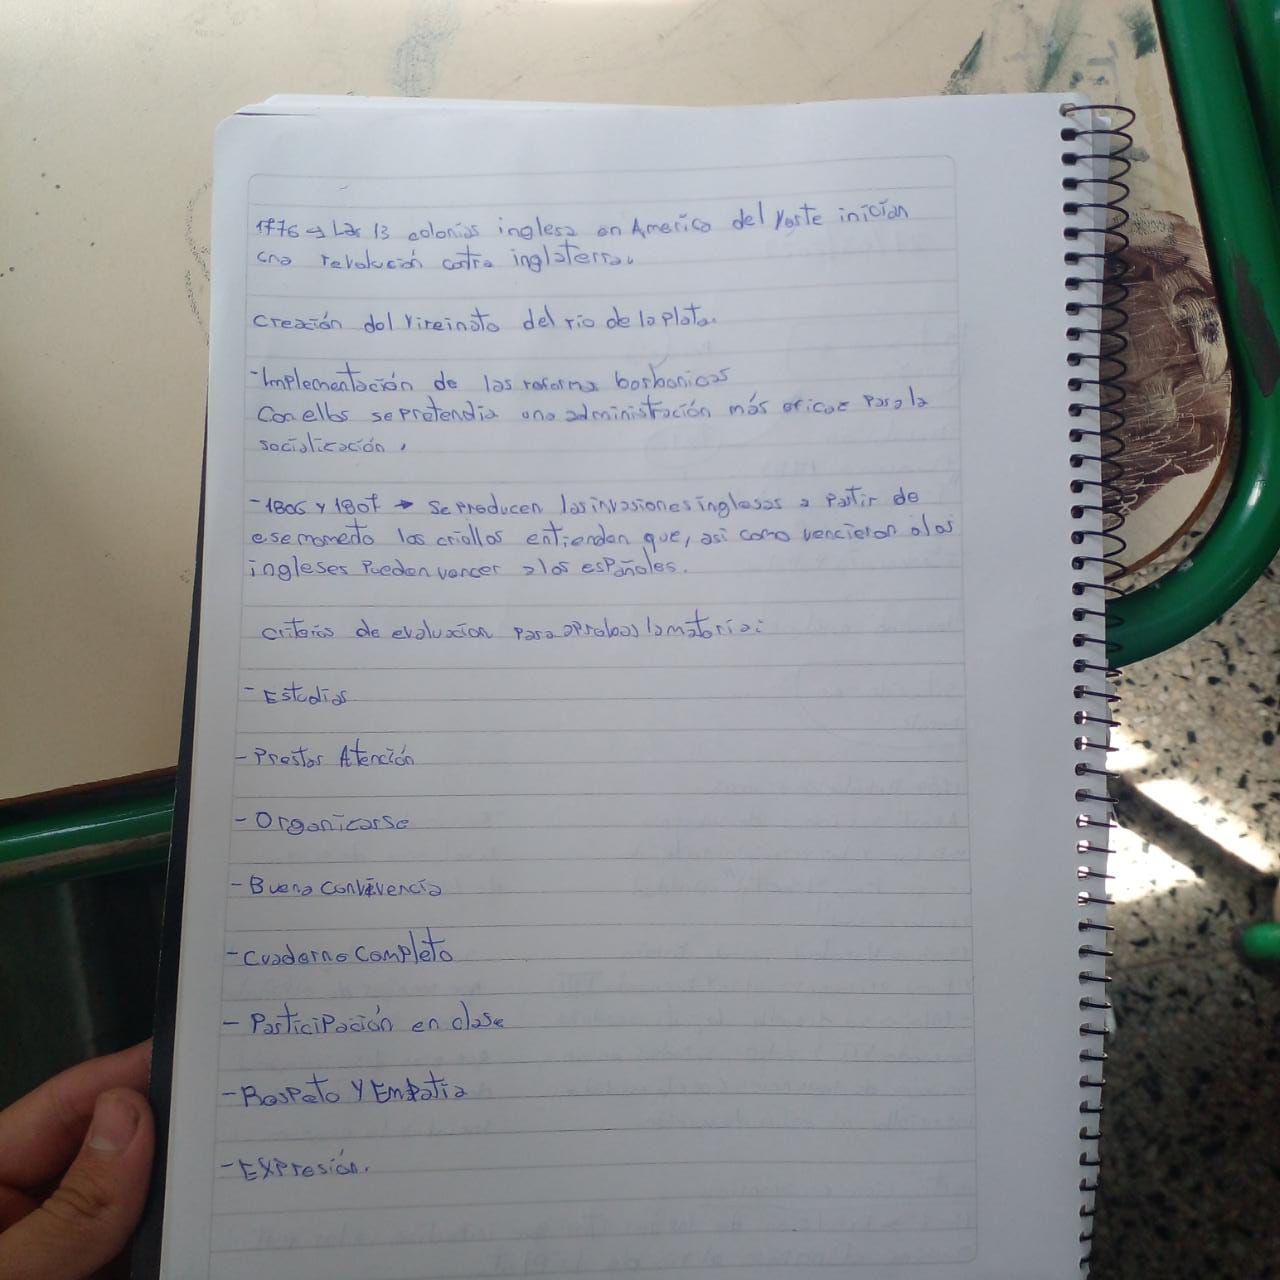 1776 → Las 13 colonias inglesa en America del Norte inician
una revolución contra inglaterra.
Creación del Vireinato del rio de la plata.
- Implementación de las reforma borbonicas
Con ellos se pretendia una administración más eficaz para la
socialización.
- 1806 y 1807 → Se producen las invasiones inglesas a partir de
ese momento los criollos entienden que, asi como vencieron a los
ingleses pueden vencer a los españoles.
criterios de evaluacion para aprobar la materia:
- Estudiar
- Prestar Atención
- Organizarse
- Buena convivencia
- Cuaderno completo
- Participación en clase
- Respeto Y Empatia
- EXPresión.